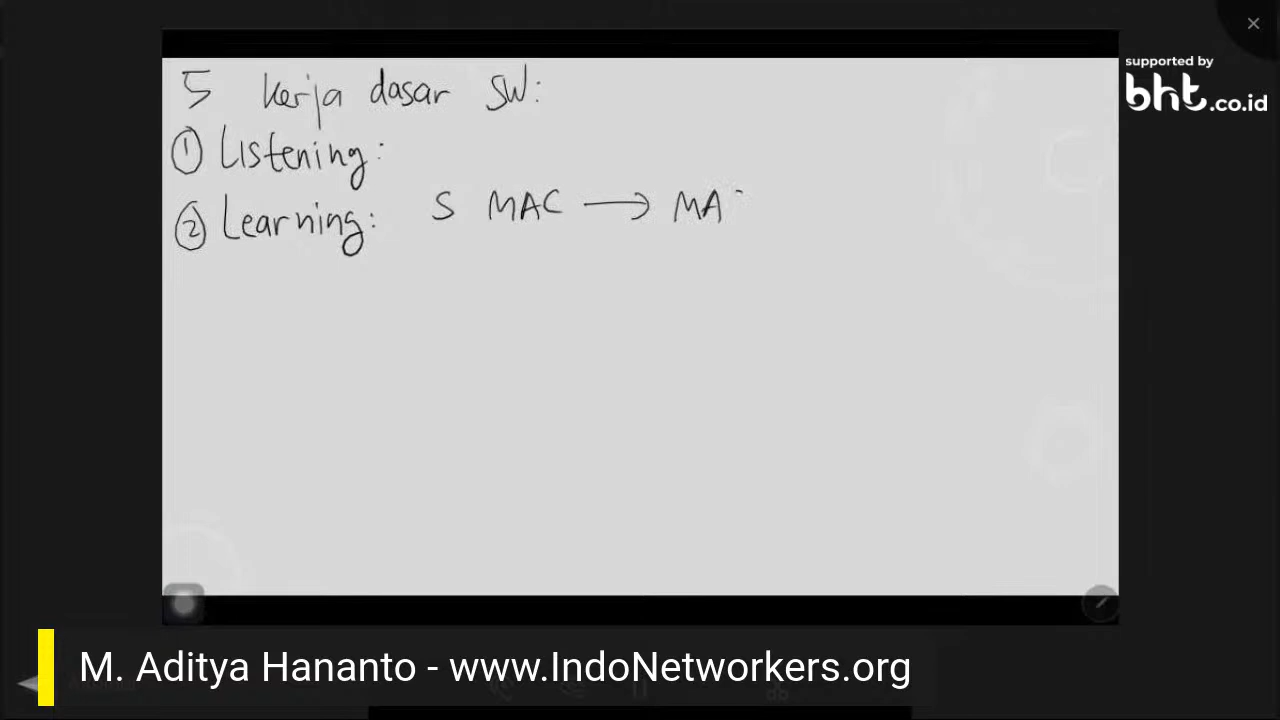 supported by
bht.co.id
5 kerja dasar SW:
① Listening:
② Learning: S MAC → MA
M. Aditya Hananto - www.IndoNetworkers.org